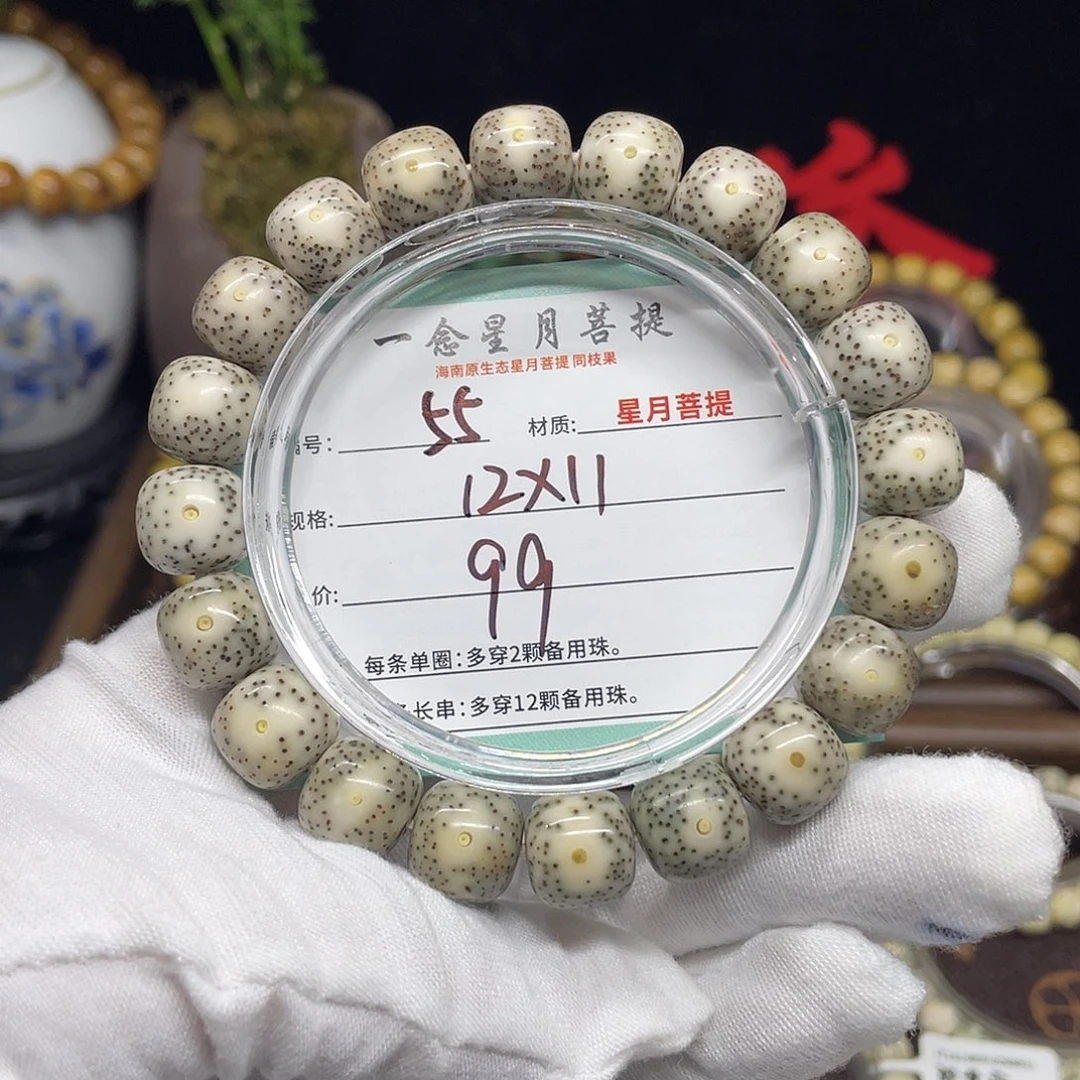 一念星月菩提
海南原生态星月菩提 同枝果
编号: 55 材质: 星月菩提
规格: 12X11
价: 99
每条单圈:多穿2颗备用珠。
长串:多穿12颗备用珠。